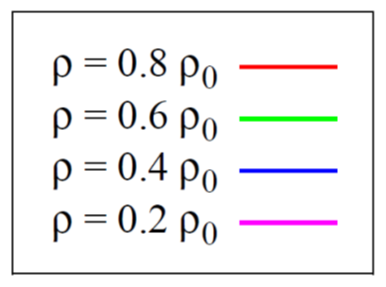 ρ = 0.8 ρ₀
ρ = 0.6 ρ₀
ρ = 0.4 ρ₀
ρ = 0.2 ρ₀